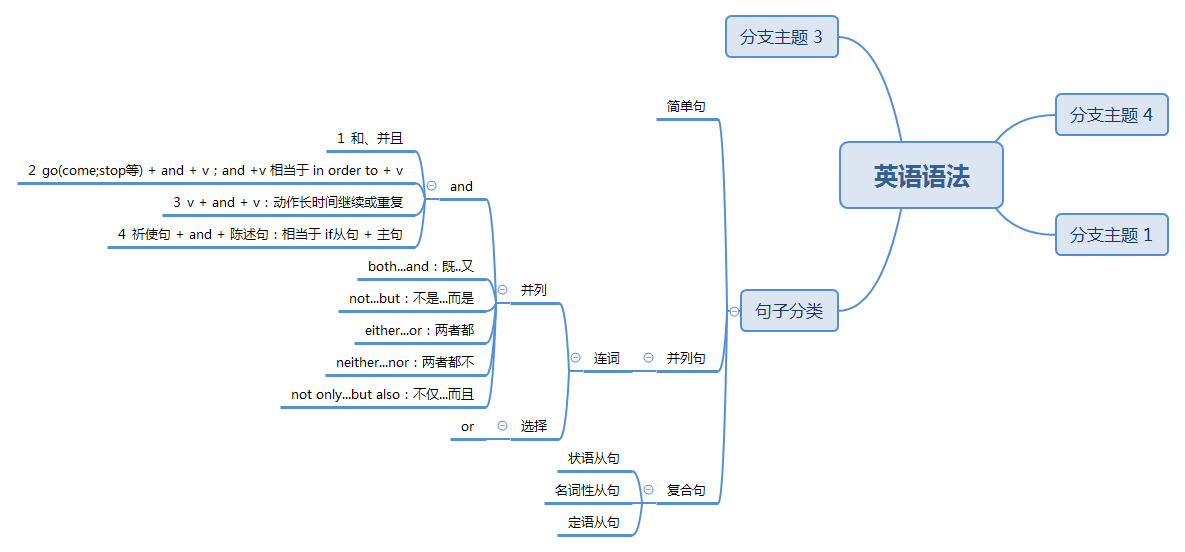 英语语法
分支主题 3
分支主题 4
分支主题 1
句子分类
简单句
并列句
连词
并列
and
1 和、并且
2 go(come;stop等) + and + v；and +v 相当于 in order to + v
3 v + and + v：动作长时间继续或重复
4 祈使句 + and + 陈述句：相当于 if从句 + 主句
both...and：既..又
not...but：不是...而是
either...or：两者都
neither...nor：两者都不
not only...but also：不仅...而且
选择
or
复合句
状语从句
名词性从句
定语从句